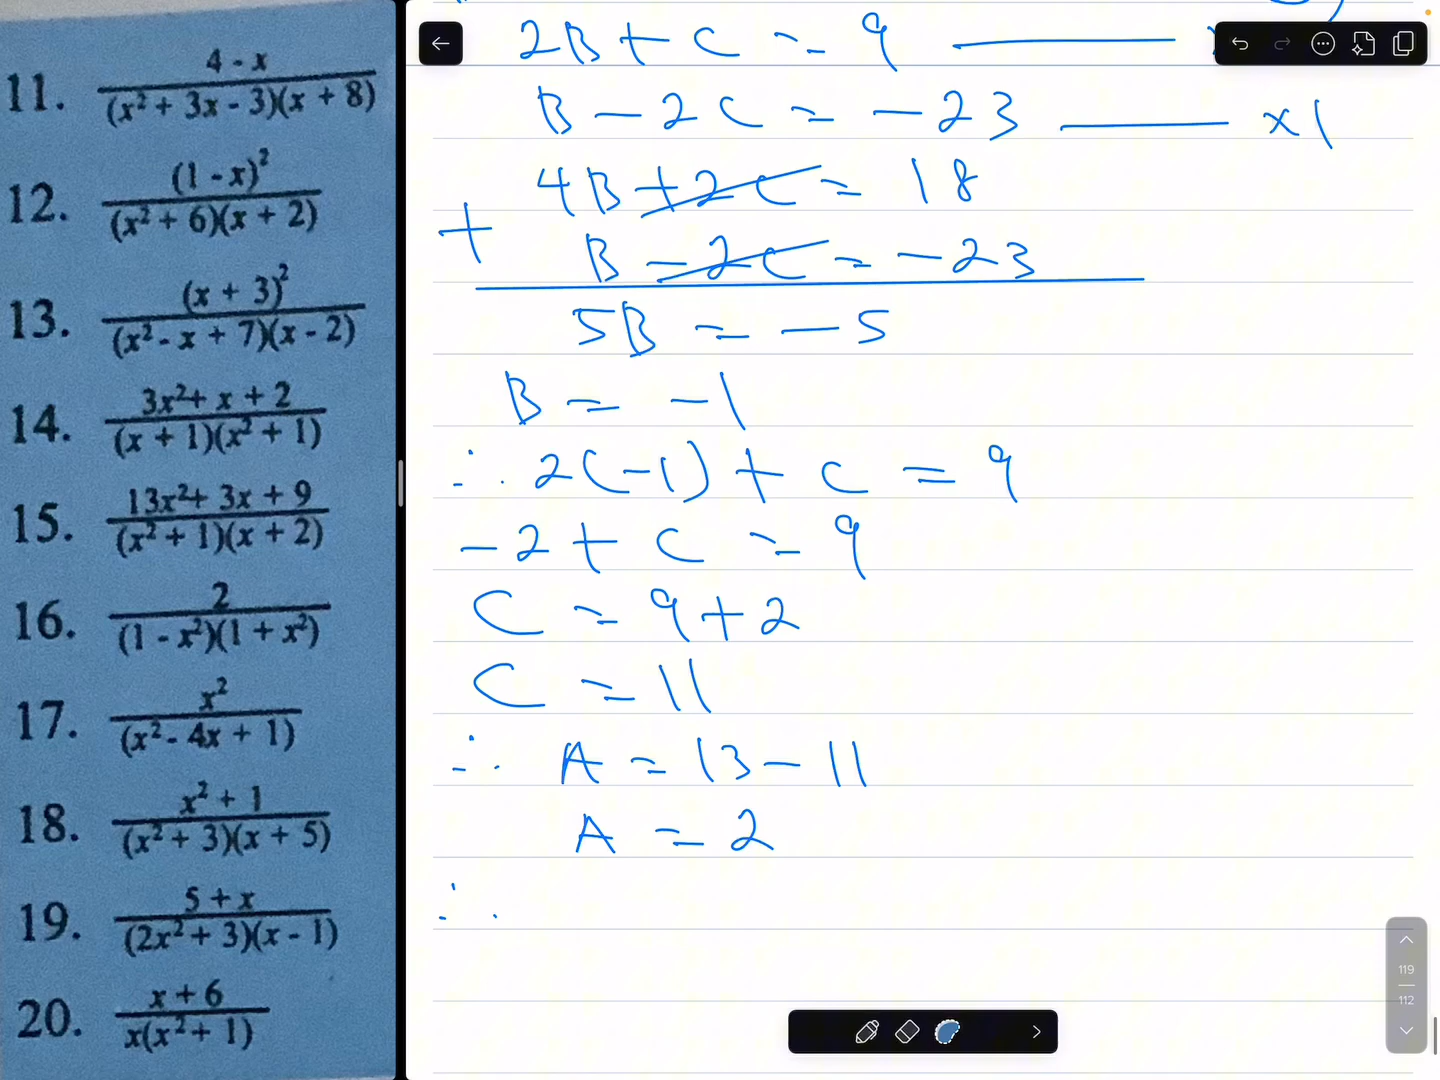 11. 4 - x / (x² + 3x - 3)(x + 8)
12. (1 - x)² / (x² + 6)(x + 2)
13. (x + 3)² / (x² - x + 7)(x - 2)
14. 3x² + x + 2 / (x + 1)(x² + 1)
15. 13x² + 3x + 9 / (x² + 1)(x + 2)
16. 2 / (1 - x²)(1 + x²)
17. x² / (x² - 4x + 1)
18. x² + 1 / (x² + 3)(x + 5)
19. 5 + x / (2x² + 3)(x - 1)
20. x + 6 / x(x² + 1)
2B + C = 9
B - 2C = -23 x1
4B + 2C = 18
+ B - 2C = -23
5B = -5
B = -1
∴ 2(-1) + C = 9
-2 + C = 9
C = 9 + 2
C = 11
∴ A = 13 - 11
A = 2
∴
119
112